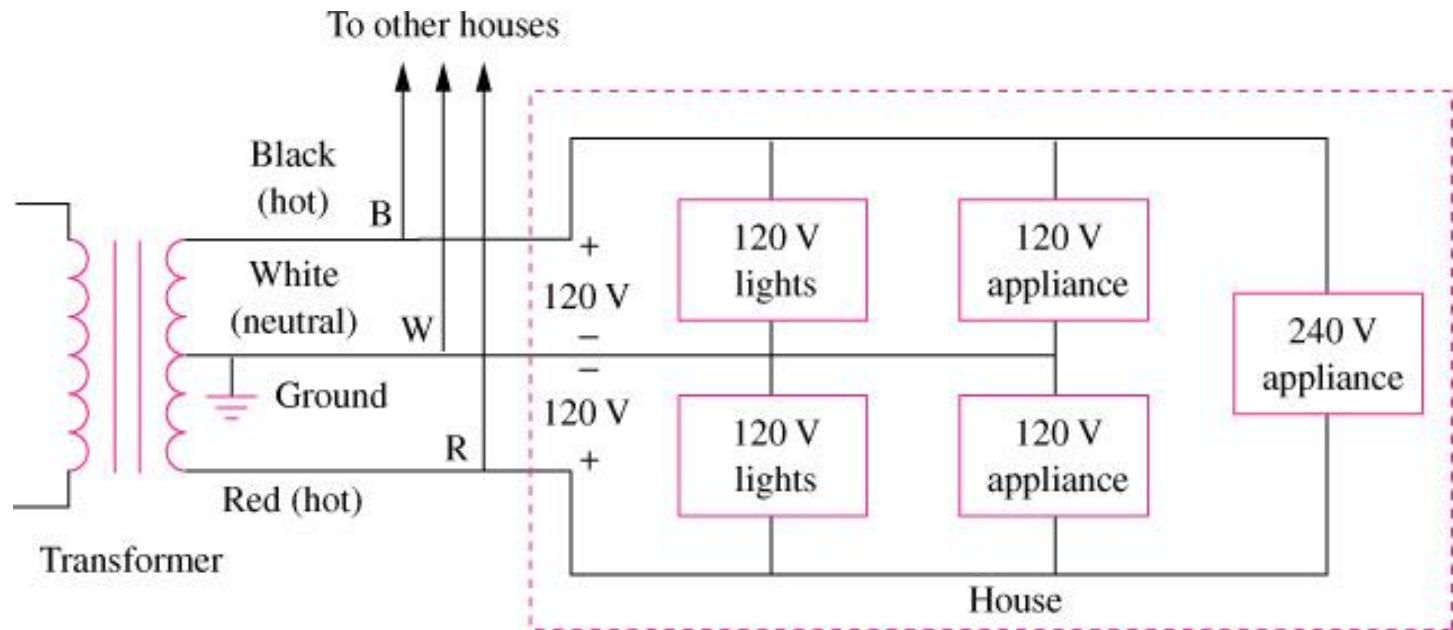 To other houses
Black
(hot)
B
White
(neutral)
W
Ground
R
Red (hot)
Transformer
+
120 V
–
–
120 V
+
120 V
lights
120 V
appliance
240 V
appliance
120 V
lights
120 V
appliance
House